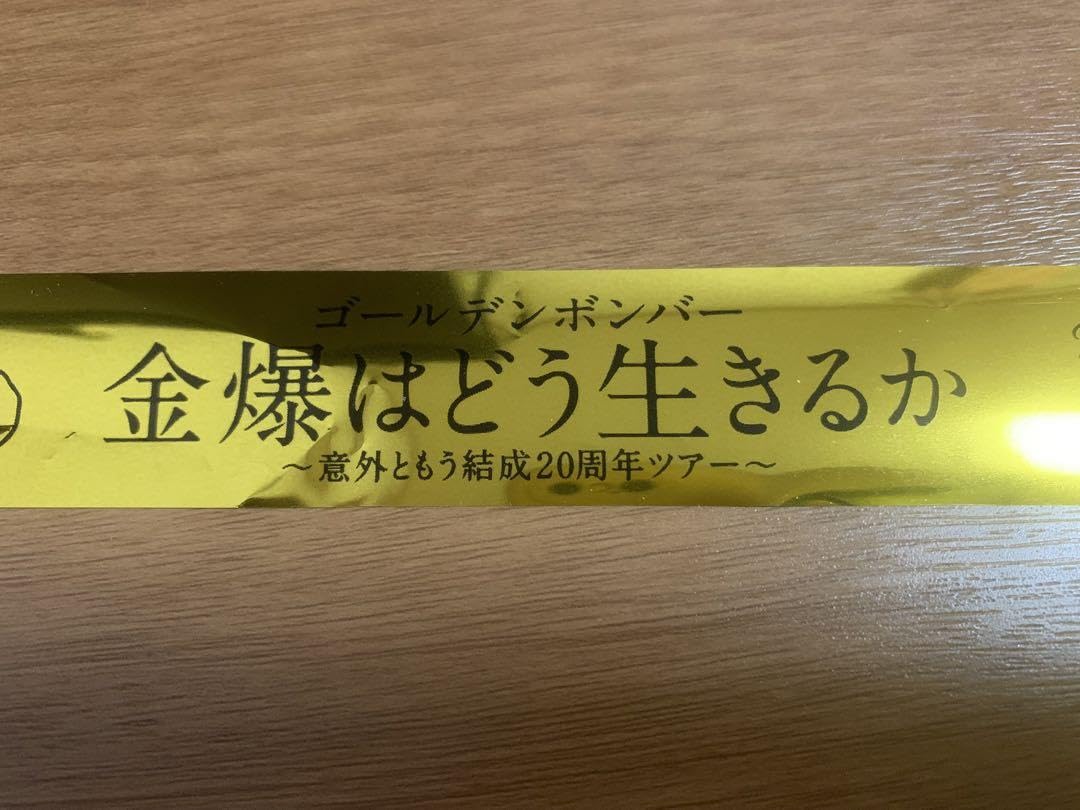 ゴールデンボンバー
金爆はどう生きるか
～意外ともう結成20周年ツアー～